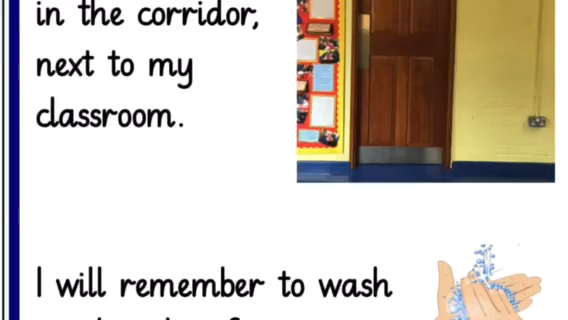 in the corridor,
next to my
classroom.
I will remember to wash